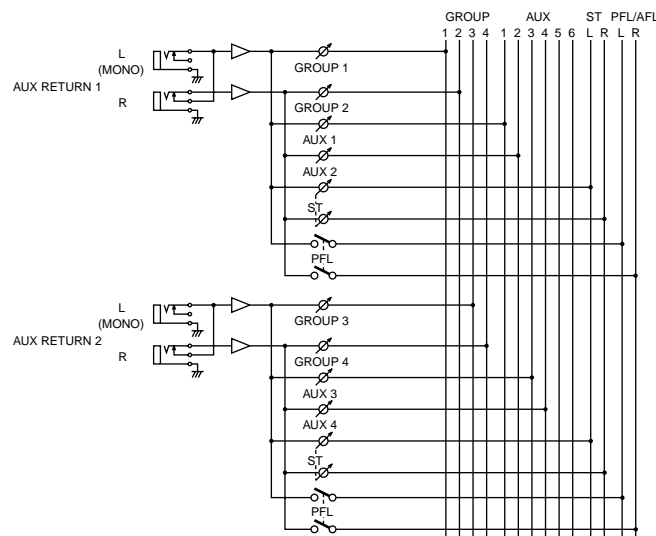 GROUP AUX ST PFL/AFL
1 2 3 4 1 2 3 4 5 6 L R L R
L
(MONO)
GROUP 1
AUX RETURN 1
R
GROUP 2
AUX 1
AUX 2
ST
PFL
L
(MONO)
GROUP 3
AUX RETURN 2
R
GROUP 4
AUX 3
AUX 4
ST
PFL